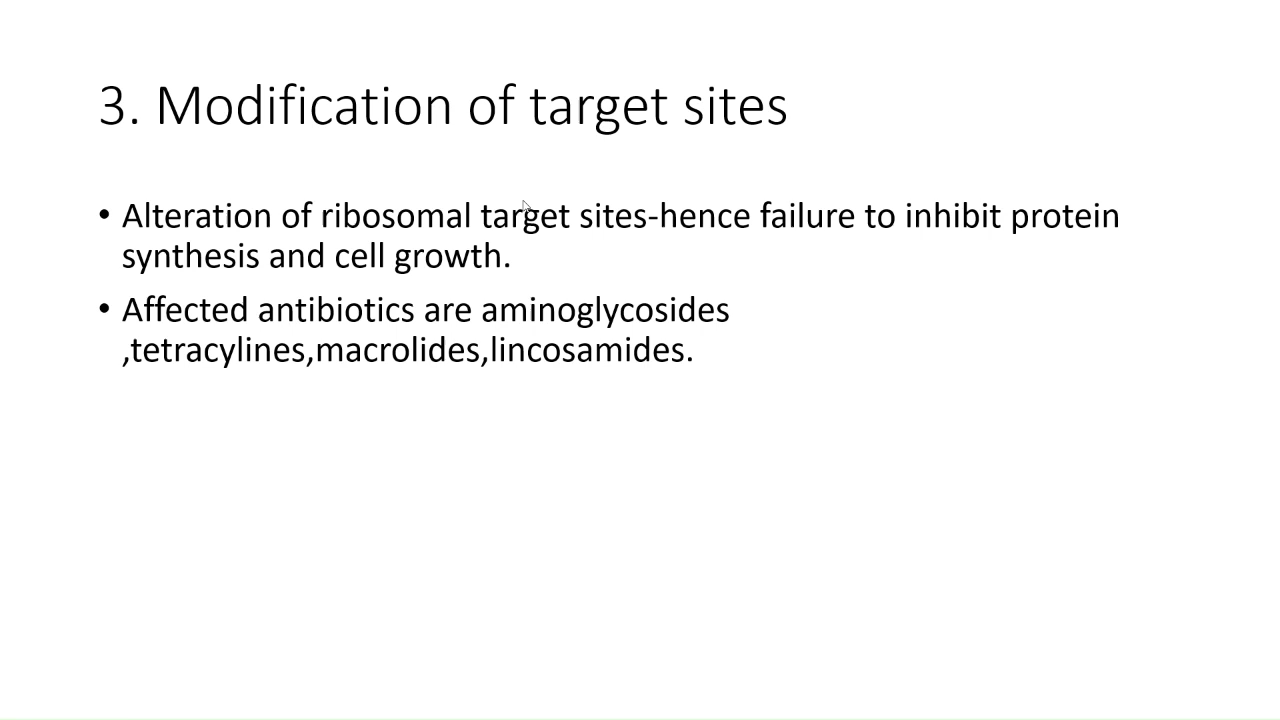 3. Modification of target sites
• Alteration of ribosomal target sites-hence failure to inhibit protein
synthesis and cell growth.
• Affected antibiotics are aminoglycosides
,tetracylines,macrolides,lincosamides.